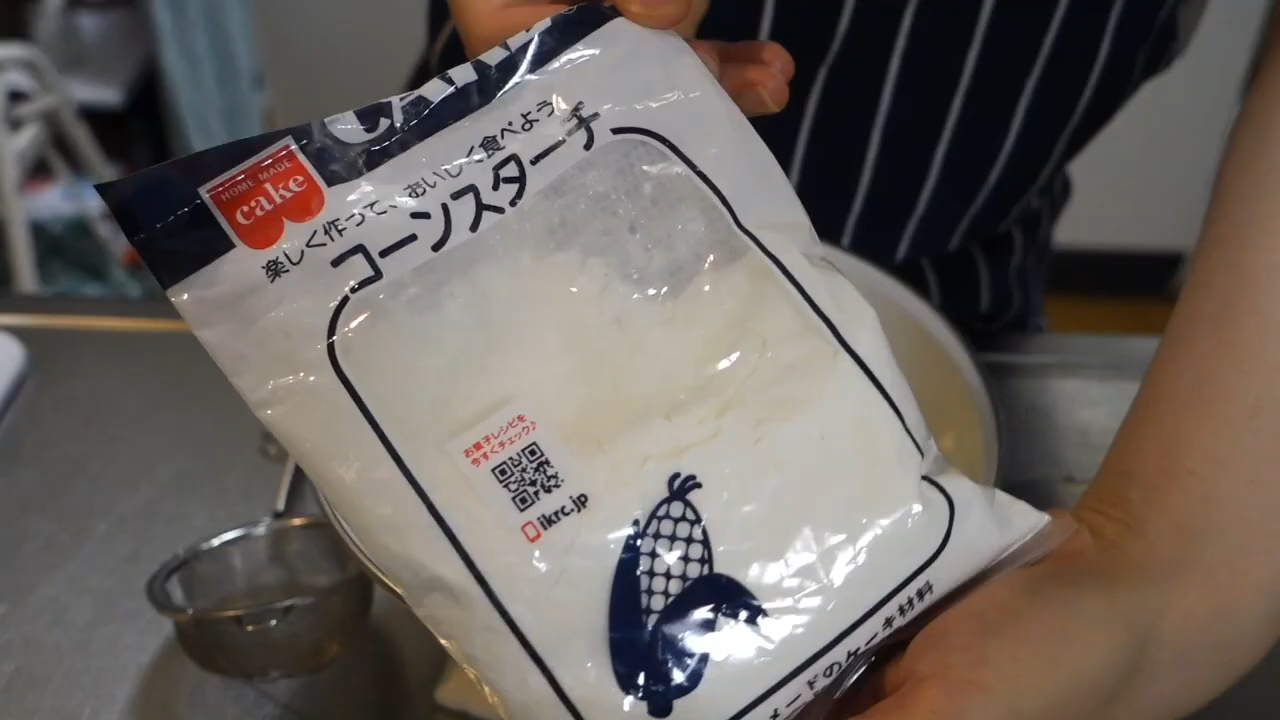 HOME MADE
cake
楽しく作って、おいしく食べよう
コーンスターチ
お菓子レシピを
今すぐチェック♪
ikrc.jp
メードのケーキ材料